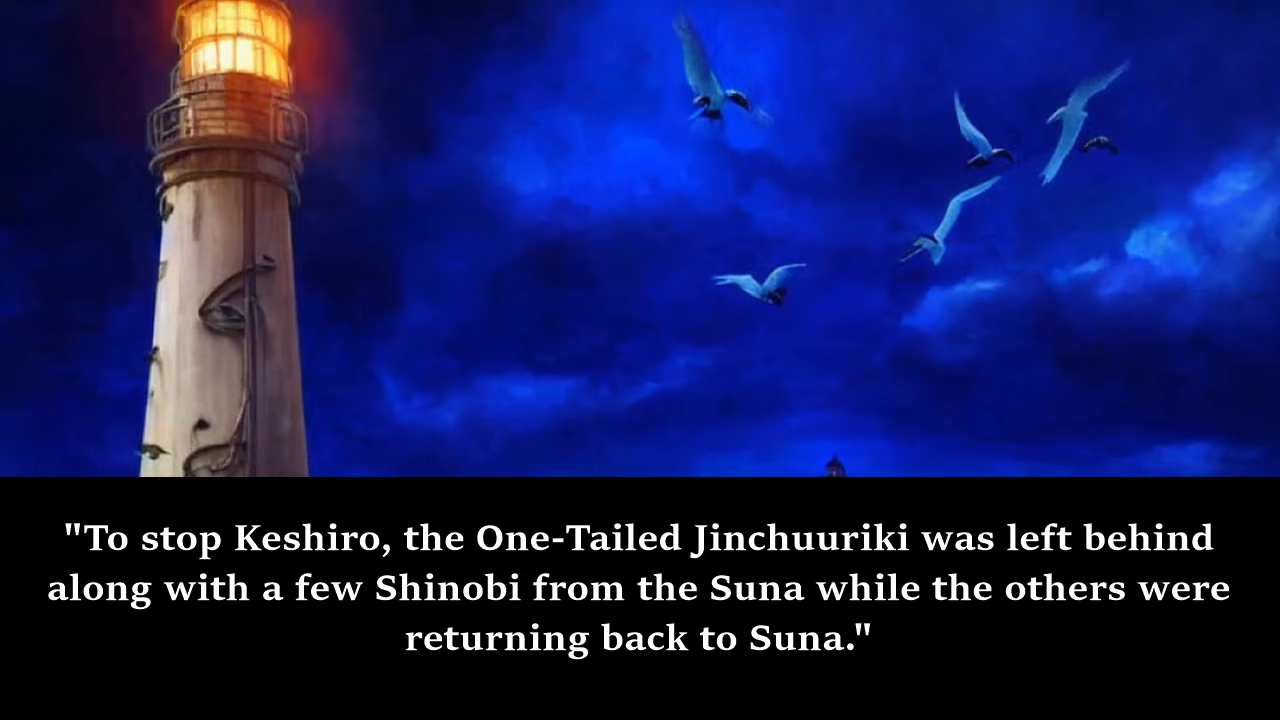 "To stop Keshiro, the One-Tailed Jinchuuriki was left behind
along with a few Shinobi from the Suna while the others were
returning back to Suna."